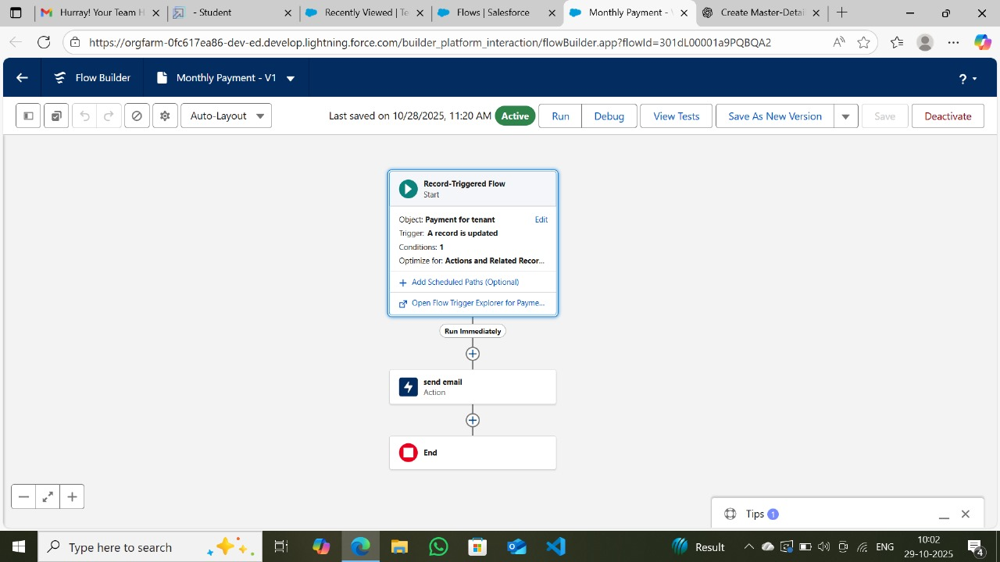 Hurray! Your Team H
- Student
Recently Viewed | Te
Flows | Salesforce
Monthly Payment - V
Create Master-Detai
https://orgfarm-0fc617ea86-dev-ed.develop.lightning.force.com/builder_platform_interaction/flowBuilder.app?flowId=301dL00001a9PQBQA2
Flow Builder
Monthly Payment - V1
?
Auto-Layout
Last saved on 10/28/2025, 11:20 AM
Active
Run
Debug
View Tests
Save As New Version
Save
Deactivate
Record-Triggered Flow
Start
Object: Payment for tenant
Edit
Trigger: A record is updated
Conditions: 1
Optimize for: Actions and Related Recor...
Add Scheduled Paths (Optional)
Open Flow Trigger Explorer for Payme...
Run Immediately
send email
Action
End
Tips 1
Type here to search
Result
ENG
10:02
29-10-2025
4